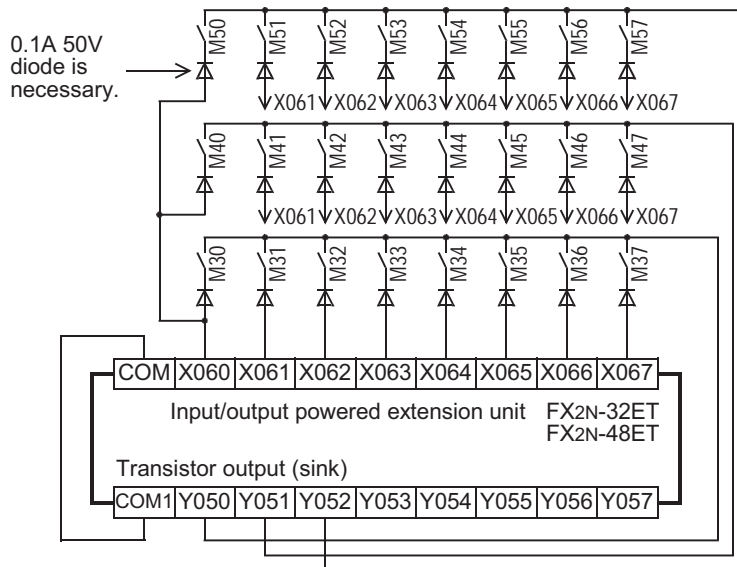 M50 M51 M52 M53 M54 M55 M56 M57
0.1A 50V
diode is
necessary.
X061 X062 X063 X064 X065 X066 X067
M40 M41 M42 M43 M44 M45 M46 M47
X061 X062 X063 X064 X065 X066 X067
M30 M31 M32 M33 M34 M35 M36 M37
COM X060 X061 X062 X063 X064 X065 X066 X067
Input/output powered extension unit FX2N-32ET
FX2N-48ET
Transistor output (sink)
COM1 Y050 Y051 Y052 Y053 Y054 Y055 Y056 Y057